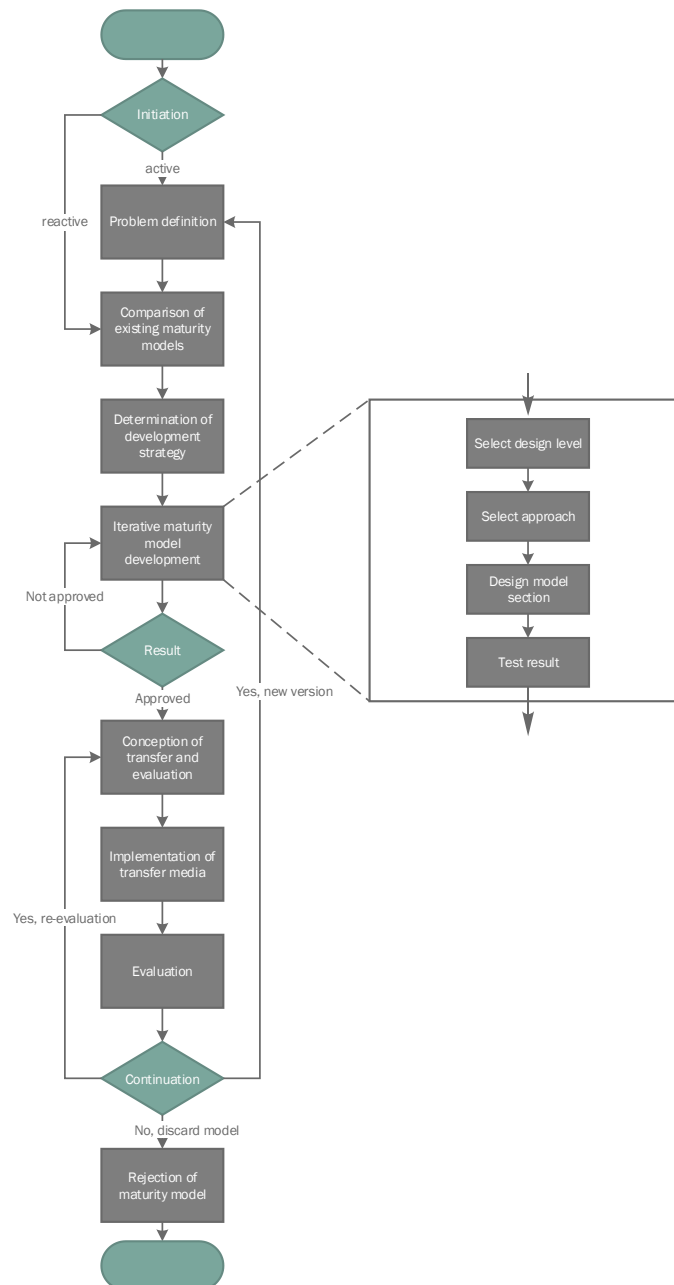 Initiation
active
reactive
Problem definition
Comparison of
existing maturity
models
Determination of
development
strategy
Iterative maturity
model
development
Not approved
Result
Approved
Yes, new version
Conception of
transfer and
evaluation
Implementation of
transfer media
Yes, re-evaluation
Evaluation
Continuation
No, discard model
Rejection of
maturity model
Select design level
Select approach
Design model
section
Test result